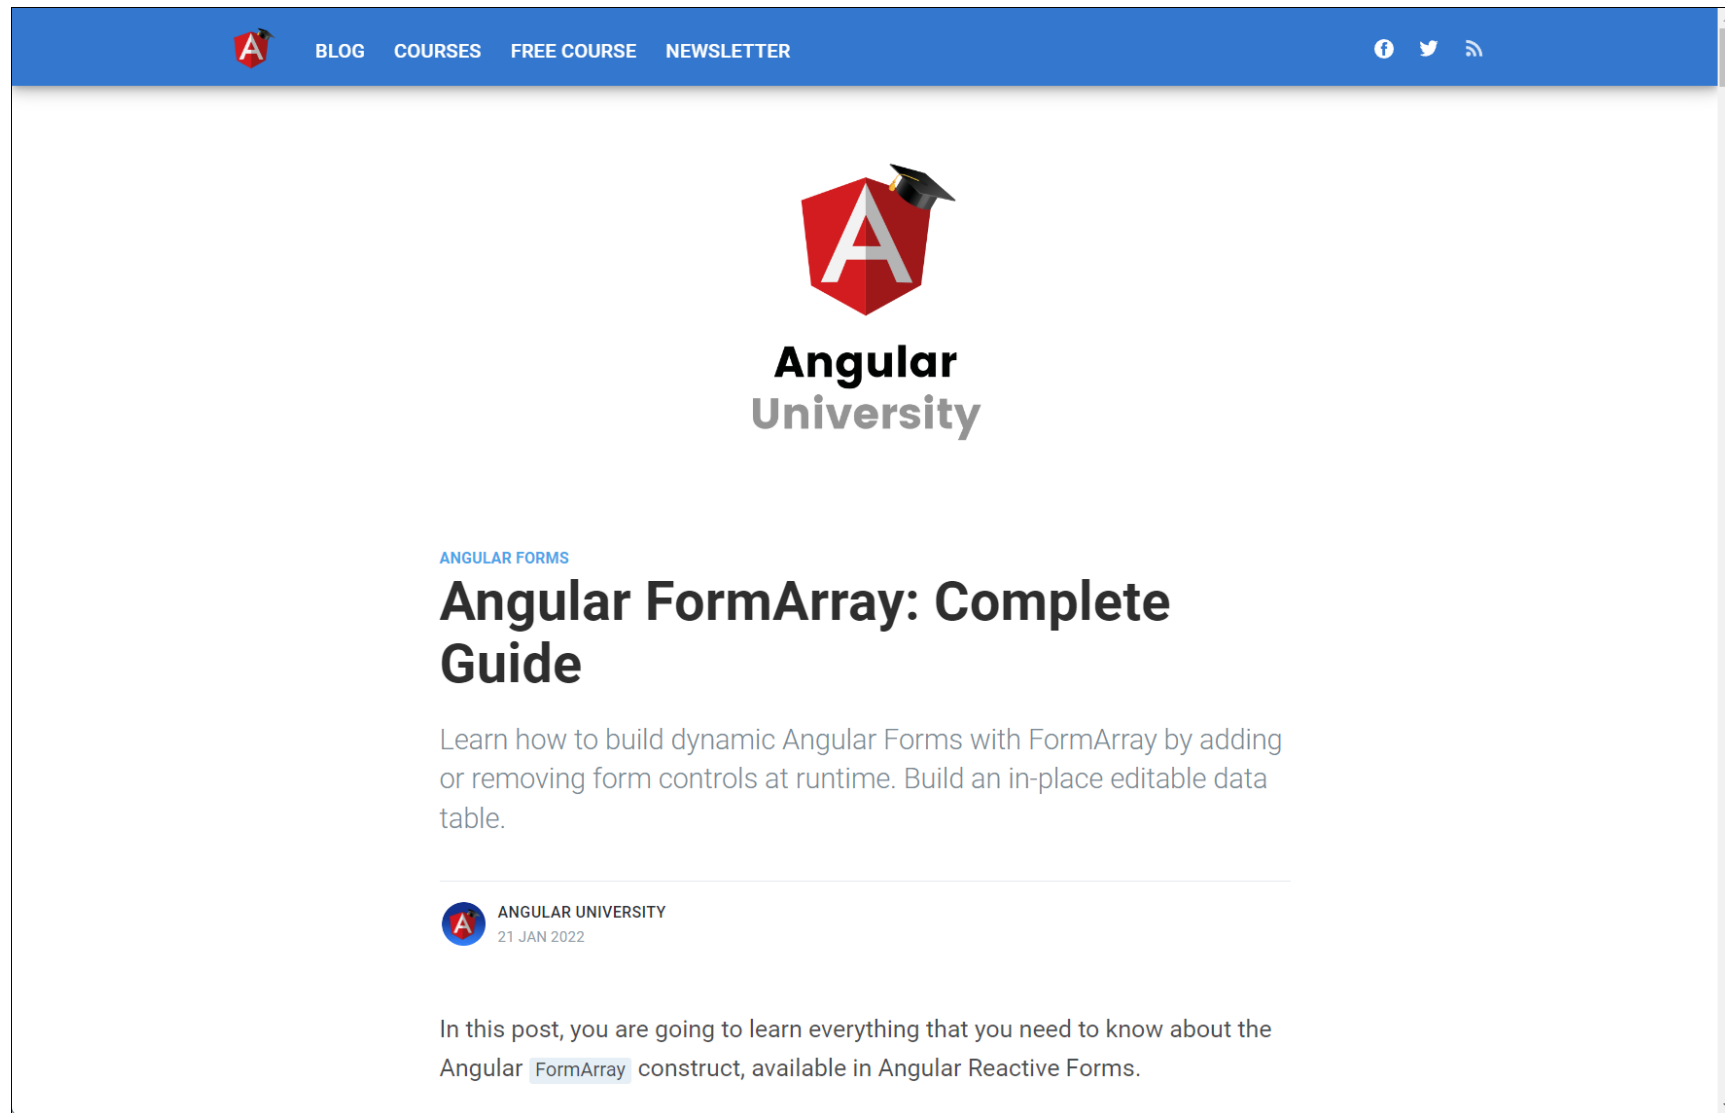 BLOG COURSES FREE COURSE NEWSLETTER
Angular
University
ANGULAR FORMS
Angular FormArray: Complete
Guide
Learn how to build dynamic Angular Forms with FormArray by adding
or removing form controls at runtime. Build an in-place editable data
table.
ANGULAR UNIVERSITY
21 JAN 2022
In this post, you are going to learn everything that you need to know about the
Angular FormArray construct, available in Angular Reactive Forms.